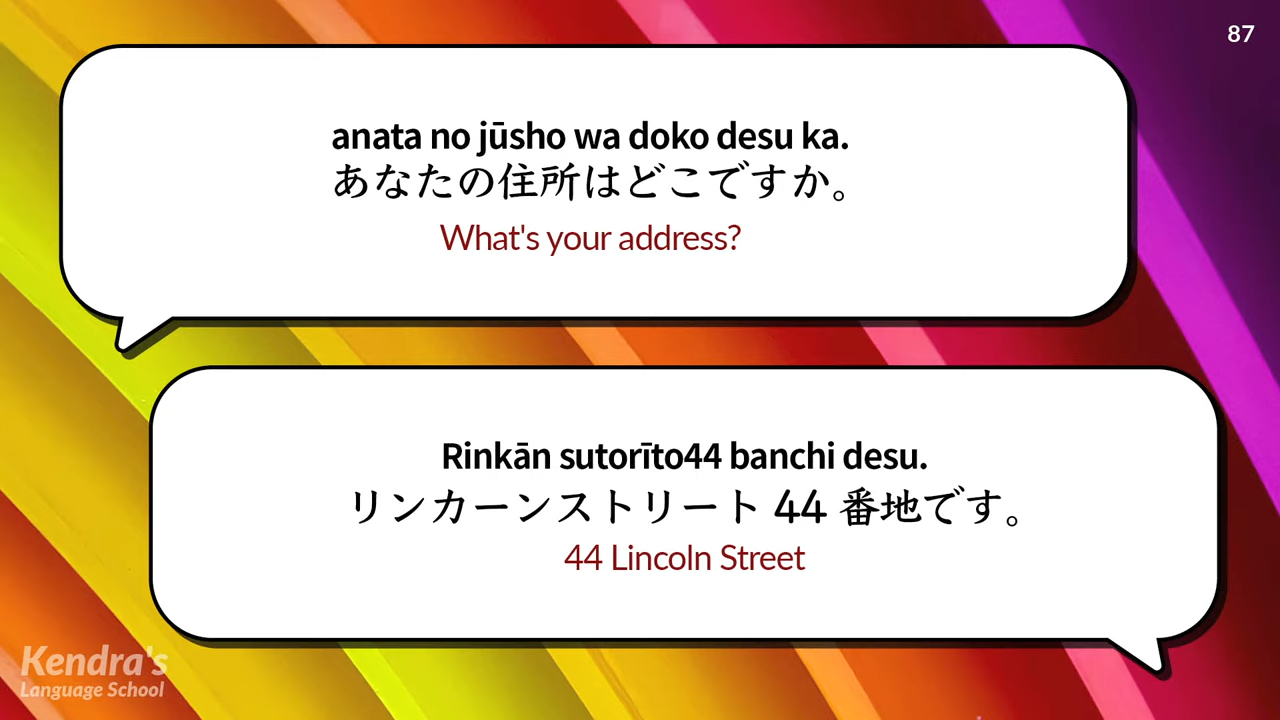 87
anata no jūsho wa doko desu ka.
あなたの住所はどこですか。
What's your address?
Rinkān sutorīto44 banchi desu.
リンカーンストリート 44 番地です。
44 Lincoln Street
Kendra's
Language School